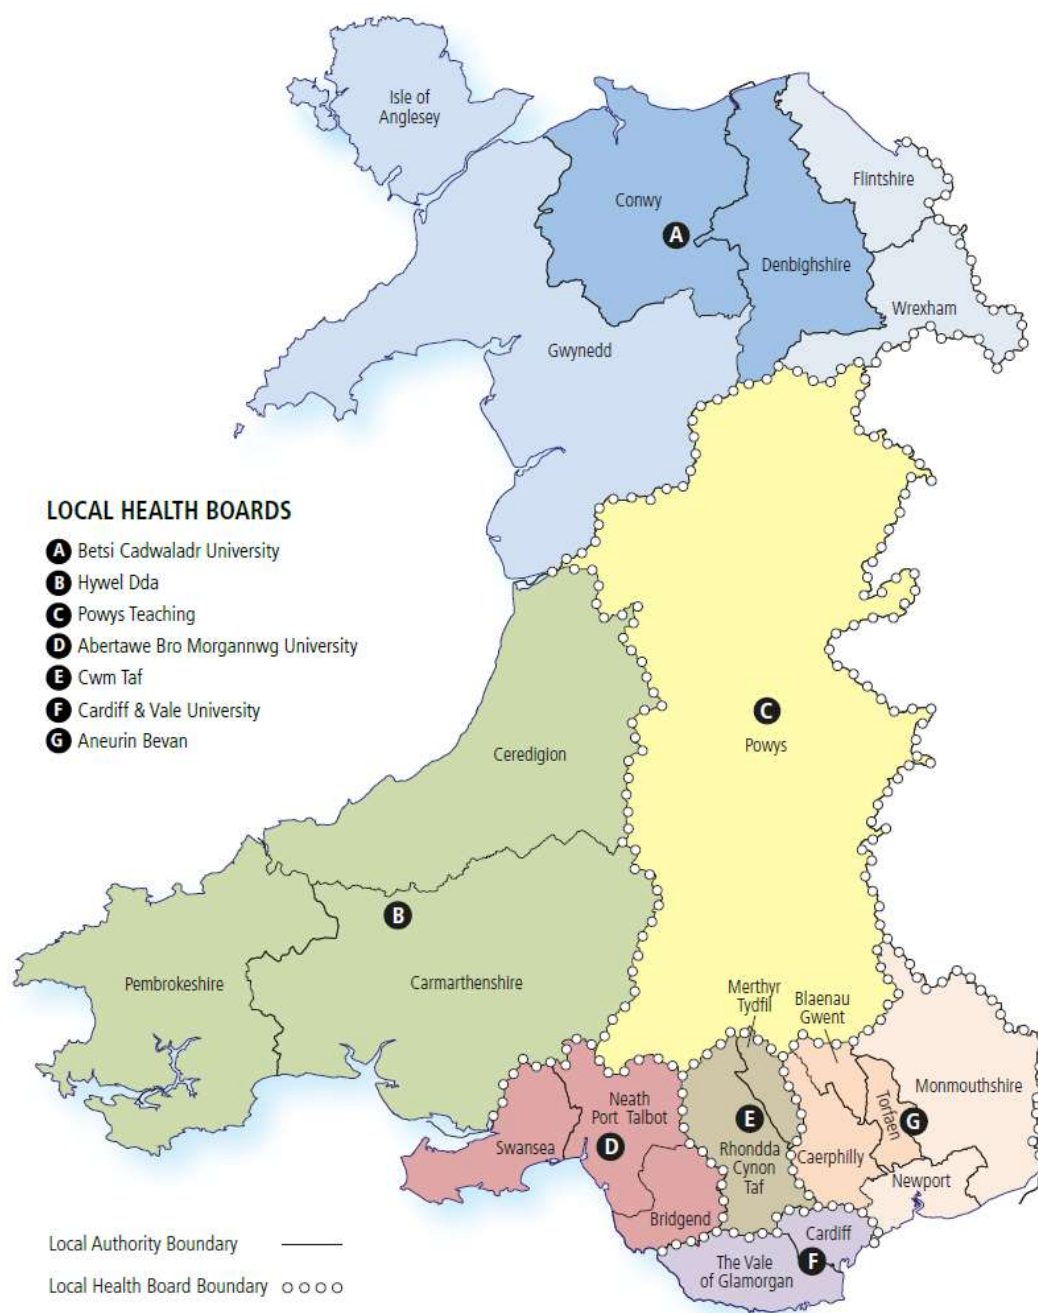 Isle of
Anglesey
Flintshire
Conwy
A
Denbighshire
Wrexham
Gwynedd
LOCAL HEALTH BOARDS
A Betsi Cadwaladr University
B Hywel Dda
C Powys Teaching
D Abertawe Bro Morgannwg University
E Cwm Taf
F Cardiff & Vale University
G Aneurin Bevan
C
Powys
Ceredigion
B
Pembrokeshire
Carmarthenshire
Merthyr
Tydfil
Blaenau
Gwent
Monmouthshire
Neath
Port Talbot
D
Swansea
E
Rhondda
Cynon
Taf
Torfaen
G
Caerphilly
Newport
Bridgend
Cardiff
F
The Vale
of Glamorgan
Local Authority Boundary
Local Health Board Boundary